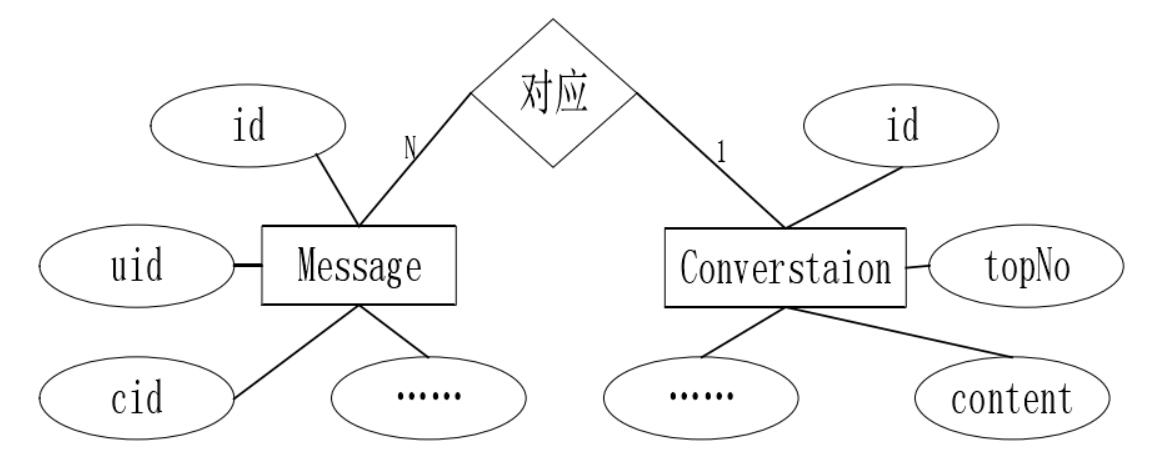 对应
id
id
N
1
uid
Message
Converstaion
topNo
cid
……
……
content